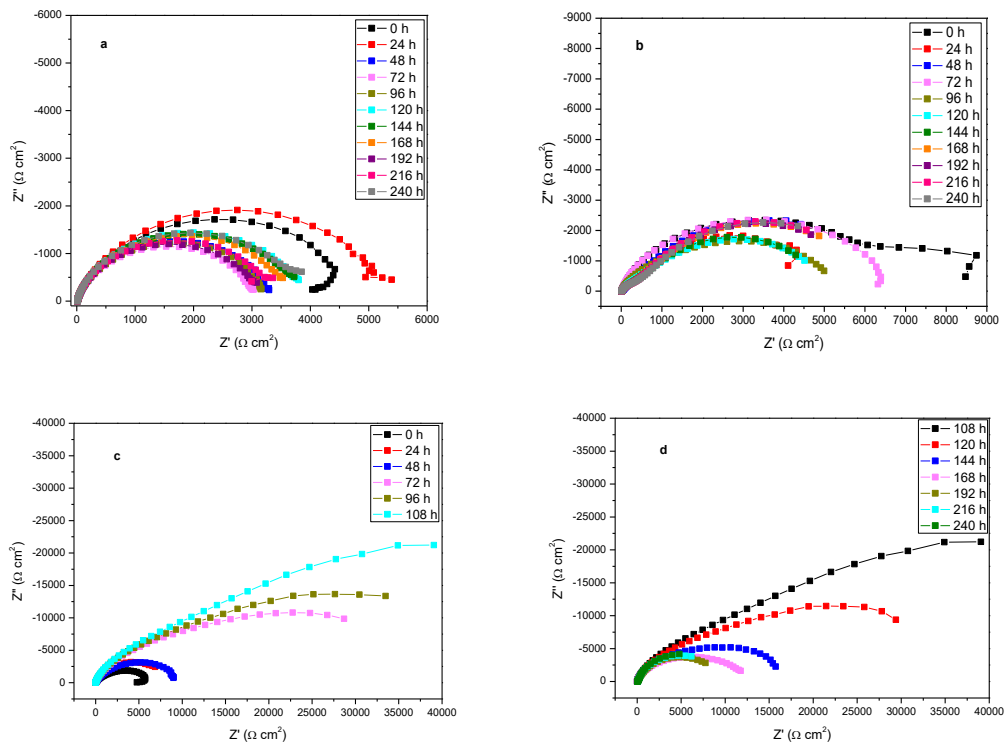 a
0 h
24 h
48 h
72 h
96 h
120 h
144 h
168 h
192 h
216 h
240 h
-6000
-5000
-4000
-3000
-2000
-1000
0
Z'' (Ω cm²)
0 1000 2000 3000 4000 5000 6000
Z' (Ω cm²)
b
0 h
24 h
48 h
72 h
96 h
120 h
144 h
168 h
192 h
216 h
240 h
-9000
-8000
-7000
-6000
-5000
-4000
-3000
-2000
-1000
0
Z'' (Ω cm²)
0 1000 2000 3000 4000 5000 6000 7000 8000 9000
Z' (Ω cm²)
c
0 h
24 h
48 h
72 h
96 h
108 h
-40000
-35000
-30000
-25000
-20000
-15000
-10000
-5000
0
Z'' (Ω cm²)
0 5000 10000 15000 20000 25000 30000 35000 40000
Z' (Ω cm²)
d
108 h
120 h
144 h
168 h
192 h
216 h
240 h
-40000
-35000
-30000
-25000
-20000
-15000
-10000
-5000
0
Z'' (Ω cm²)
0 5000 10000 15000 20000 25000 30000 35000 40000
Z' (Ω cm²)